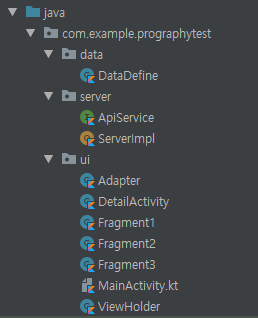 java
com.example.prographytest
data
DataDefine
server
ApiService
ServerImpl
ui
Adapter
DetailActivity
Fragment1
Fragment2
Fragment3
MainActivity.kt
ViewHolder